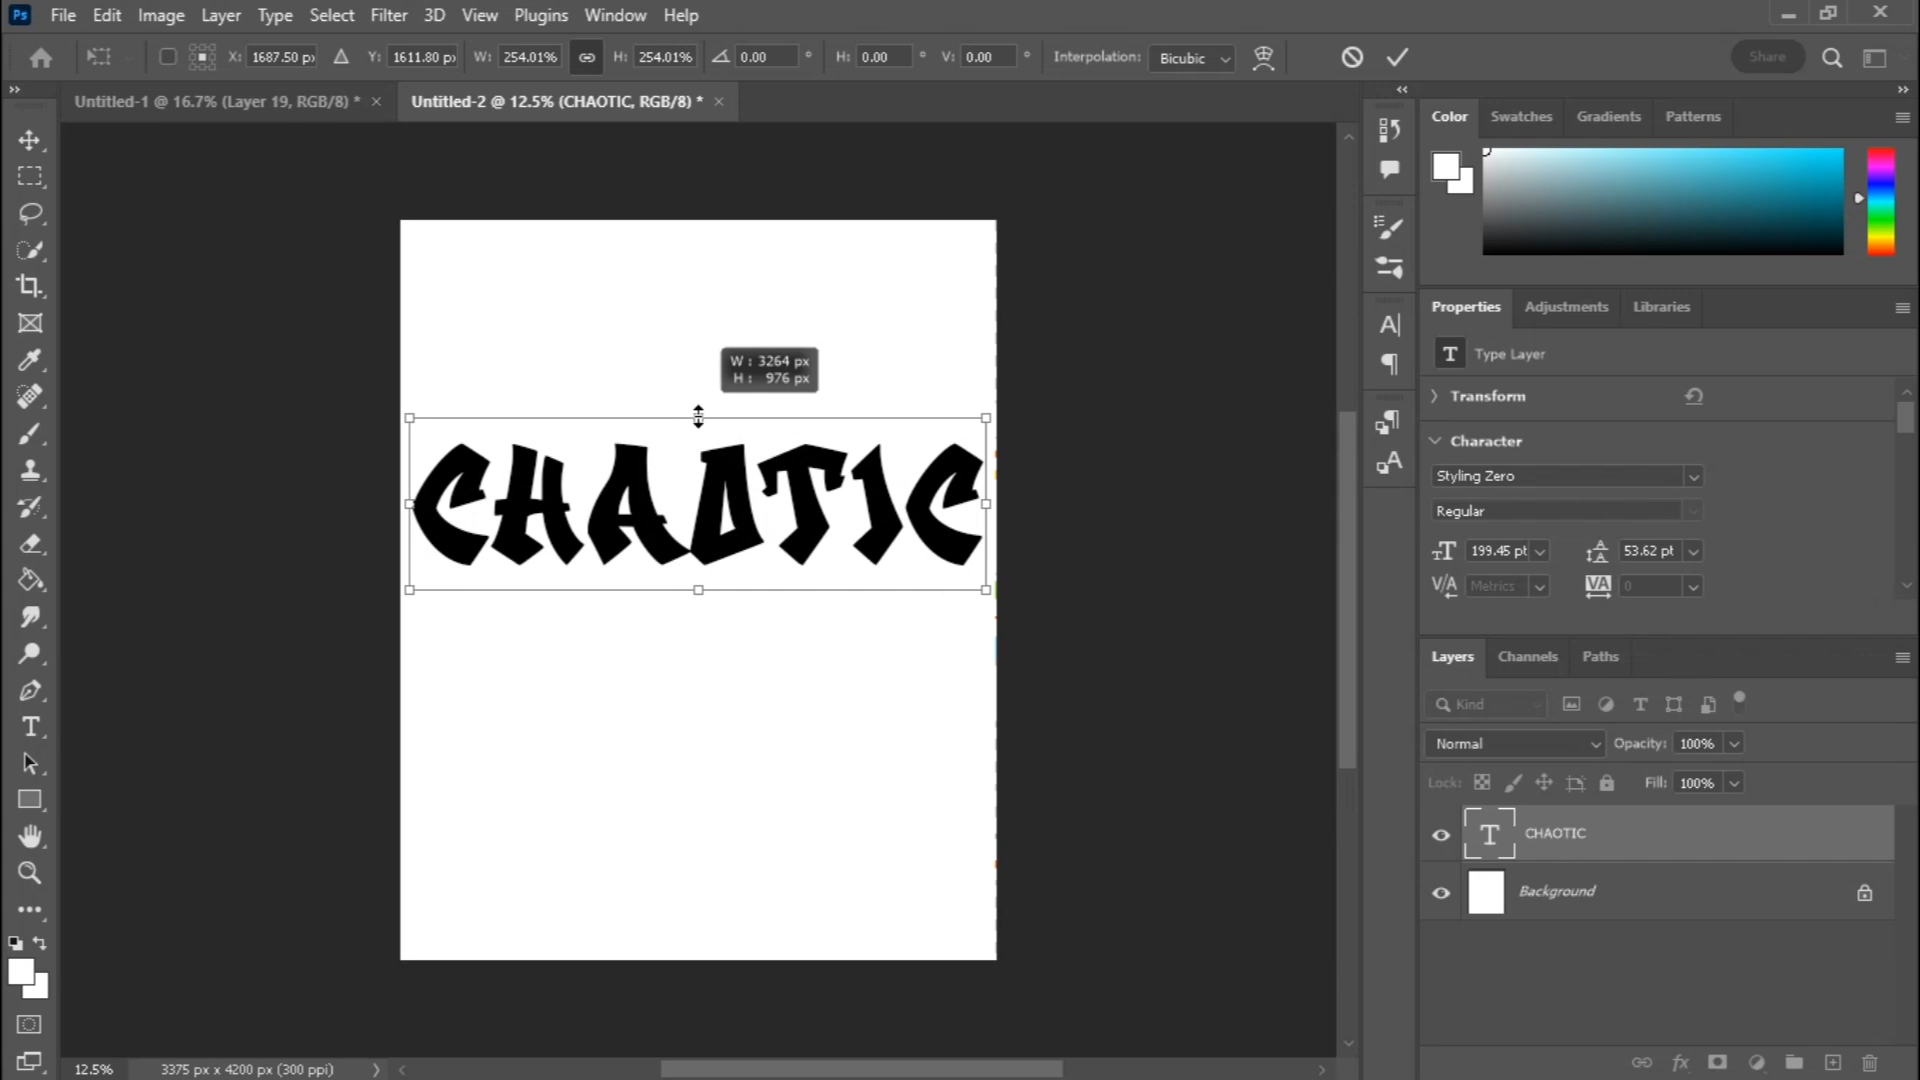 Ps File Edit Image Layer Type Select Filter 3D View Plugins Window Help
X: 1687.50 px Y: 1611.80 px W: 254.01% H: 254.01% 0.00 ° H: 0.00 ° V: 0.00 ° Interpolation: Bicubic Share
Untitled-1 @ 16.7% (Layer 19, RGB/8) * × Untitled-2 @ 12.5% (CHAOTIC, RGB/8) * ×
Color Swatches Gradients Patterns
Properties Adjustments Libraries
T Type Layer
W : 3264 px
H : 976 px
Transform
Character
CHAOTIC
Styling Zero
Regular
199.45 pt 53.62 pt
Metrics 0
Layers Channels Paths
Kind
Normal Opacity: 100%
Lock: Fill: 100%
T CHAOTIC
Background
fx
12.5% 3375 px x 4200 px (300 ppi)